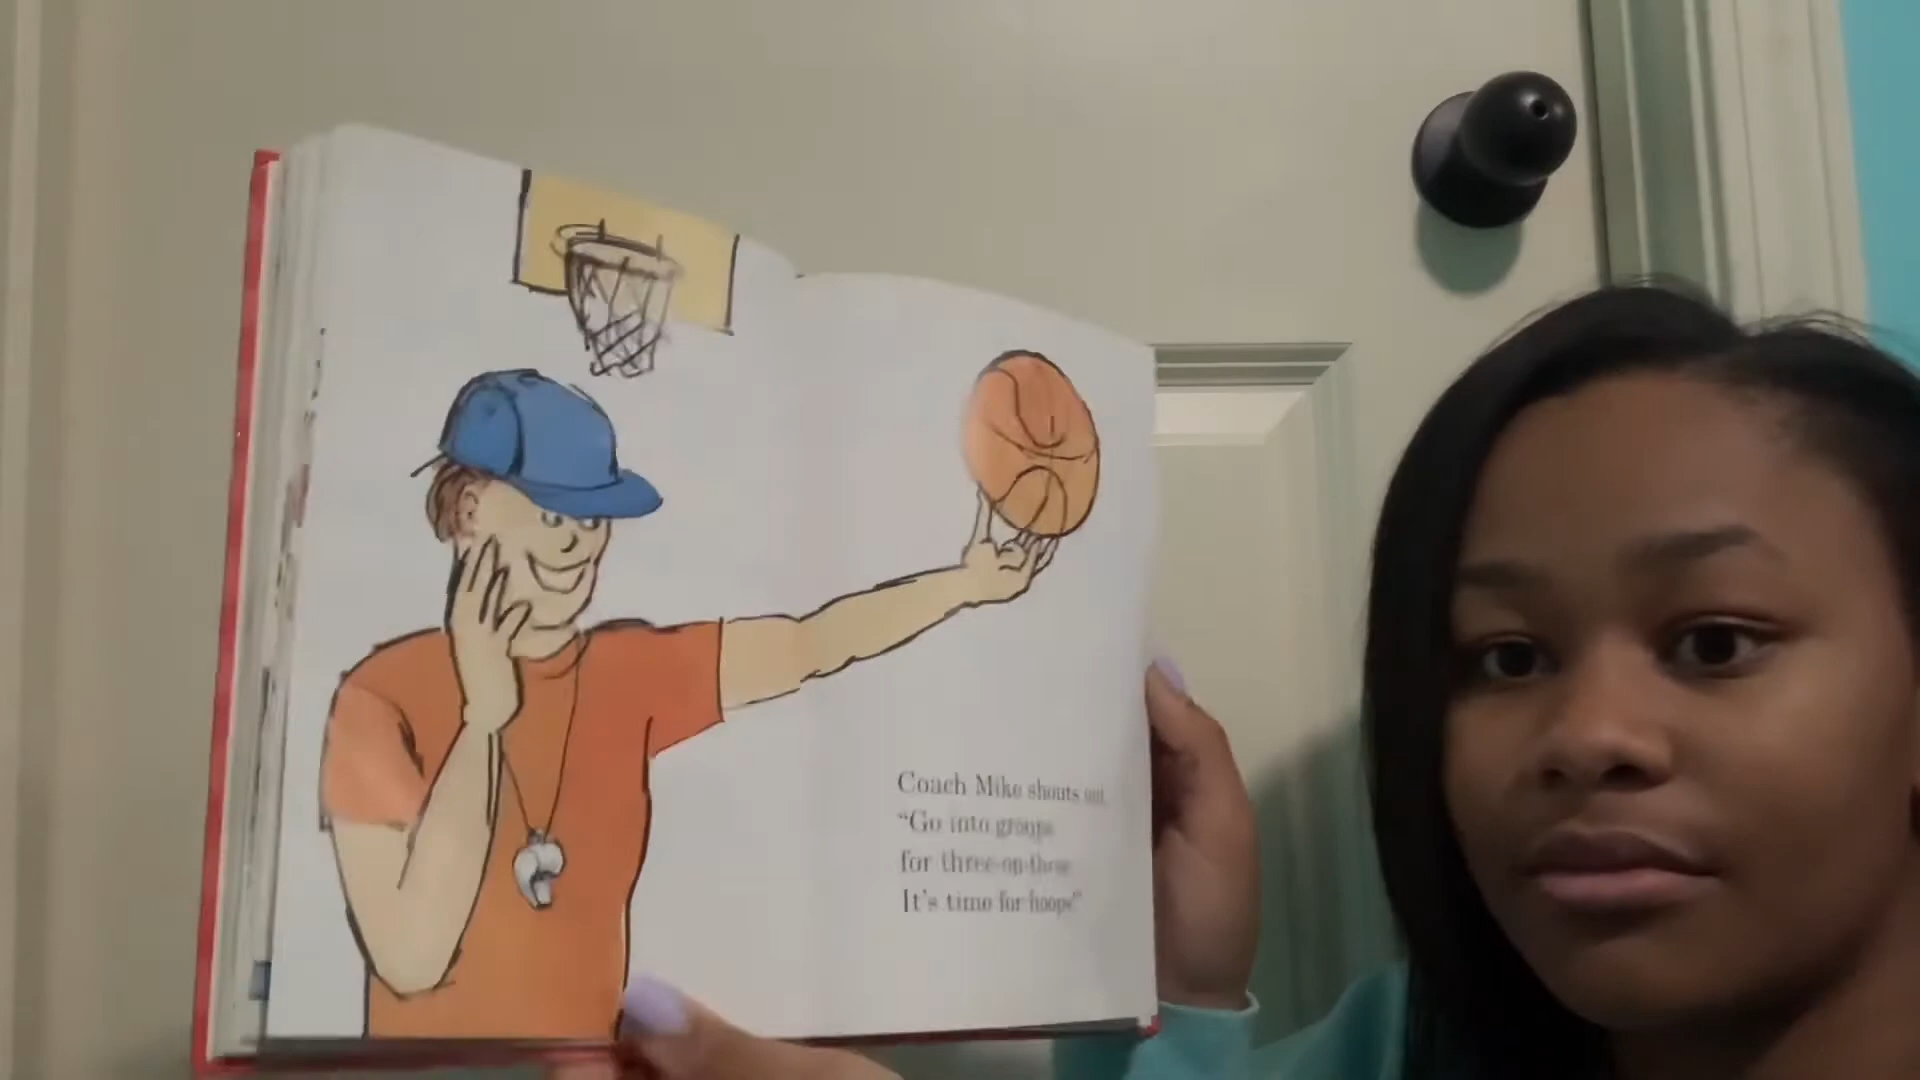 Coach Mike shouts out,
“Go into groups
for three-on-three.
It’s time for hoops!”